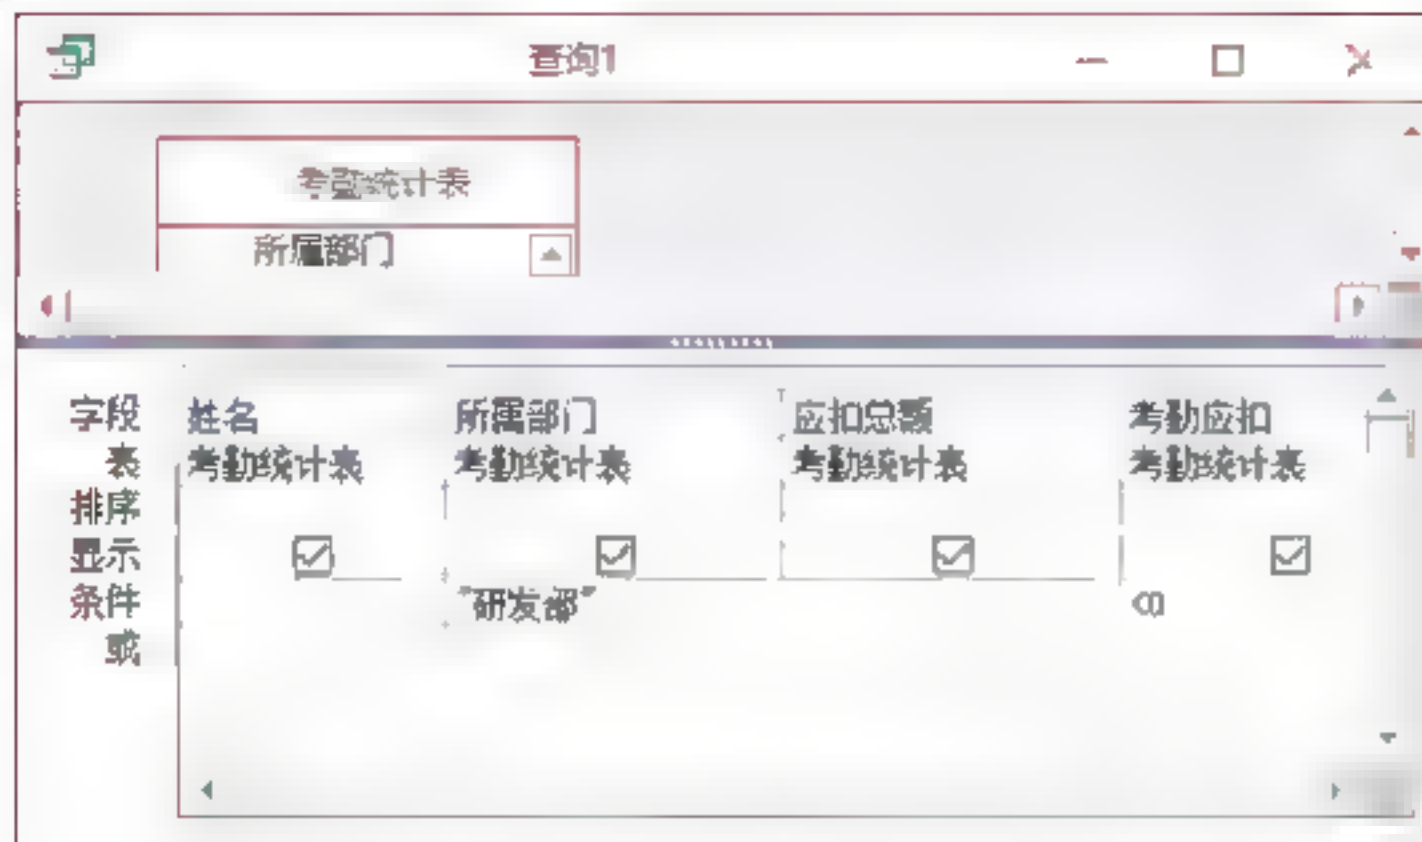 查询1
考勤统计表
所属部门
字段 姓名 所属部门 应扣总额 考勤应扣
表 考勤统计表 考勤统计表 考勤统计表 考勤统计表
排序
显示
条件 "研发部"
或